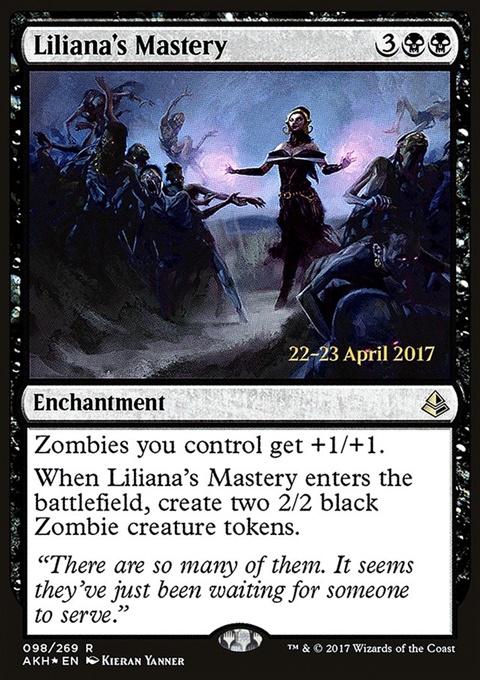 Liliana's Mastery 3
22–23 April 2017
Enchantment
Zombies you control get +1/+1.
When Liliana's Mastery enters the
battlefield, create two 2/2 black
Zombie creature tokens.
“There are so many of them. It seems
they've just been waiting for someone
to serve.”
098/269 R
AKH★EN Kieran Yanner
™ & © 2017 Wizards of the Coast